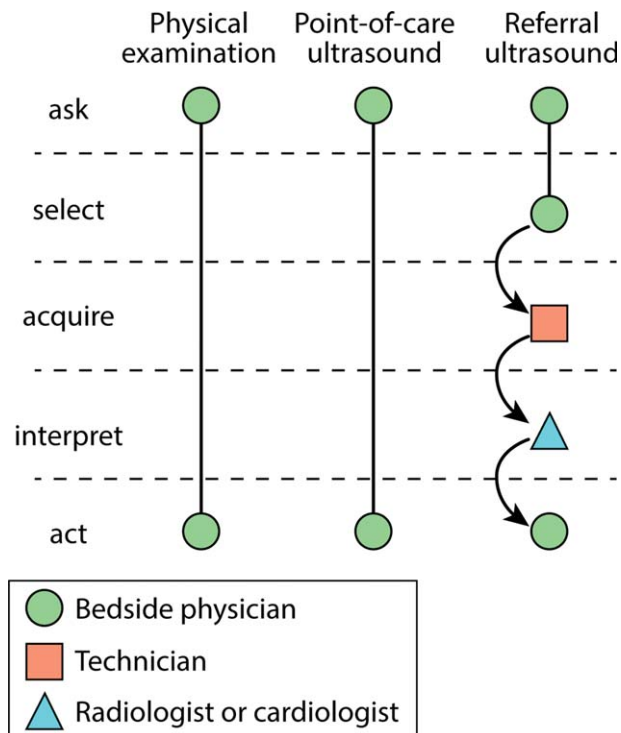 Physical
examination
Point-of-care
ultrasound
Referral
ultrasound
ask
select
acquire
interpret
act
Bedside physician
Technician
Radiologist or cardiologist